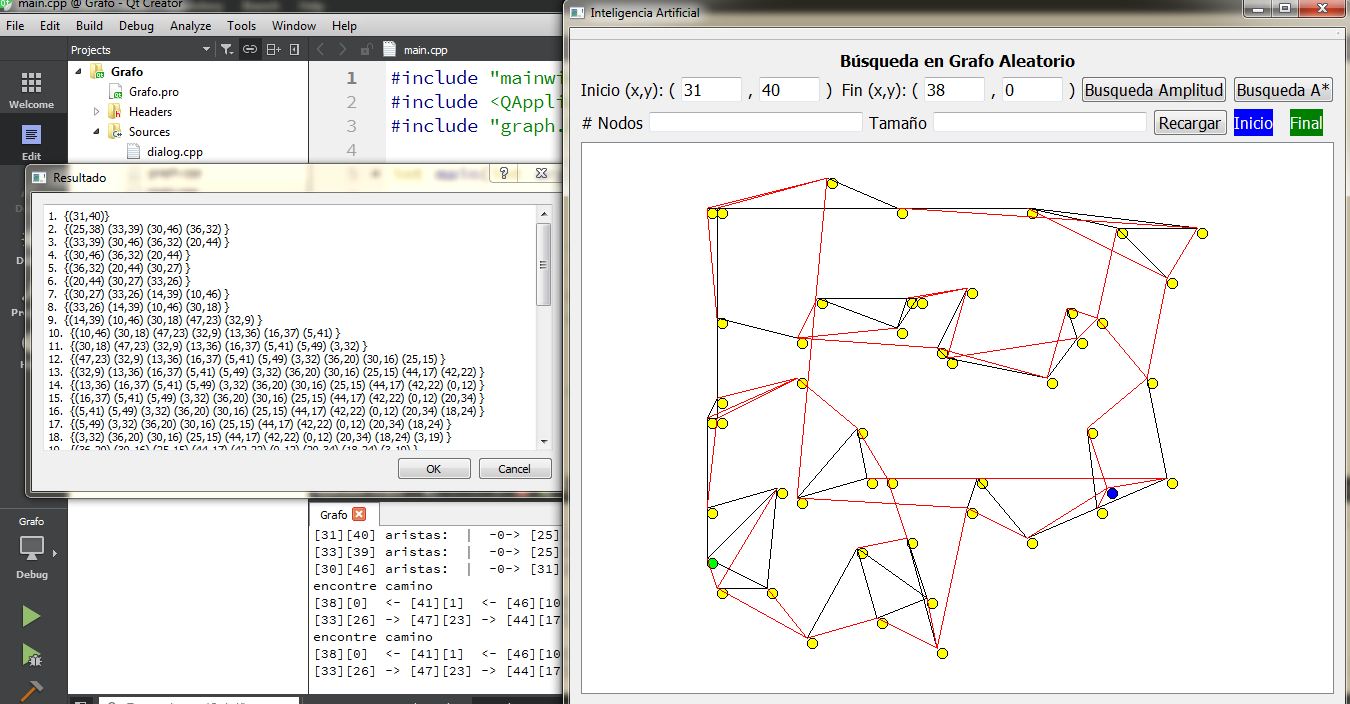 main.cpp @ Grafo - Qt Creator
File Edit Build Debug Analyze Tools Window Help
Projects
main.cpp
Welcome
Edit
Grafo
Grafo.pro
Headers
Sources
dialog.cpp
1 #include "mainwi
2 #include <QAppli
3 #include "graph.
4
Resultado
1. {(31,40)}
2. {(25,38) (33,39) (30,46) (36,32) }
3. {(33,39) (30,46) (36,32) (20,44) }
4. {(30,46) (36,32) (20,44) }
5. {(36,32) (20,44) (30,27) }
6. {(20,44) (30,27) (33,26) }
7. {(30,27) (33,26) (14,39) (10,46) }
8. {(33,26) (14,39) (10,46) (30,18) }
9. {(14,39) (10,46) (30,18) (47,23) (32,9) }
10. {(10,46) (30,18) (47,23) (32,9) (13,36) (16,37) (5,41) }
11. {(30,18) (47,23) (32,9) (13,36) (16,37) (5,41) (5,49) (3,32) }
12. {(47,23) (32,9) (13,36) (16,37) (5,41) (5,49) (3,32) (36,20) (30,16) (25,15) }
13. {(32,9) (13,36) (16,37) (5,41) (5,49) (3,32) (36,20) (30,16) (25,15) (44,17) (42,22) }
14. {(13,36) (16,37) (5,41) (5,49) (3,32) (36,20) (30,16) (25,15) (44,17) (42,22) (0,12) }
15. {(16,37) (5,41) (5,49) (3,32) (36,20) (30,16) (25,15) (44,17) (42,22) (0,12) (20,34) }
16. {(5,41) (5,49) (3,32) (36,20) (30,16) (25,15) (44,17) (42,22) (0,12) (20,34) (18,24) }
17. {(5,49) (3,32) (36,20) (30,16) (25,15) (44,17) (42,22) (0,12) (20,34) (18,24) }
18. {(3,32) (36,20) (30,16) (25,15) (44,17) (42,22) (0,12) (20,34) (18,24) (3,19) }
19. {(36,20) (30,16) (25,15) (44,17) (42,22) (0,12) (20,34) (18,24) (3,19) }
OK Cancel
Grafo
Debug
Grafo
[31][40] aristas: | -0-> [25]
[33][39] aristas: | -0-> [25]
[30][46] aristas: | -0-> [31]
encontre camino
[38][0] <- [41][1] <- [46][10
[33][26] -> [47][23] -> [44][17
encontre camino
[38][0] <- [41][1] <- [46][10
[33][26] -> [47][23] -> [44][17
Inteligencia Artificial
Búsqueda en Grafo Aleatorio
Inicio (x,y): ( 31 , 40 ) Fin (x,y): ( 38 , 0 ) Busqueda Amplitud Busqueda A*
# Nodos Tamaño Recargar Inicio Final